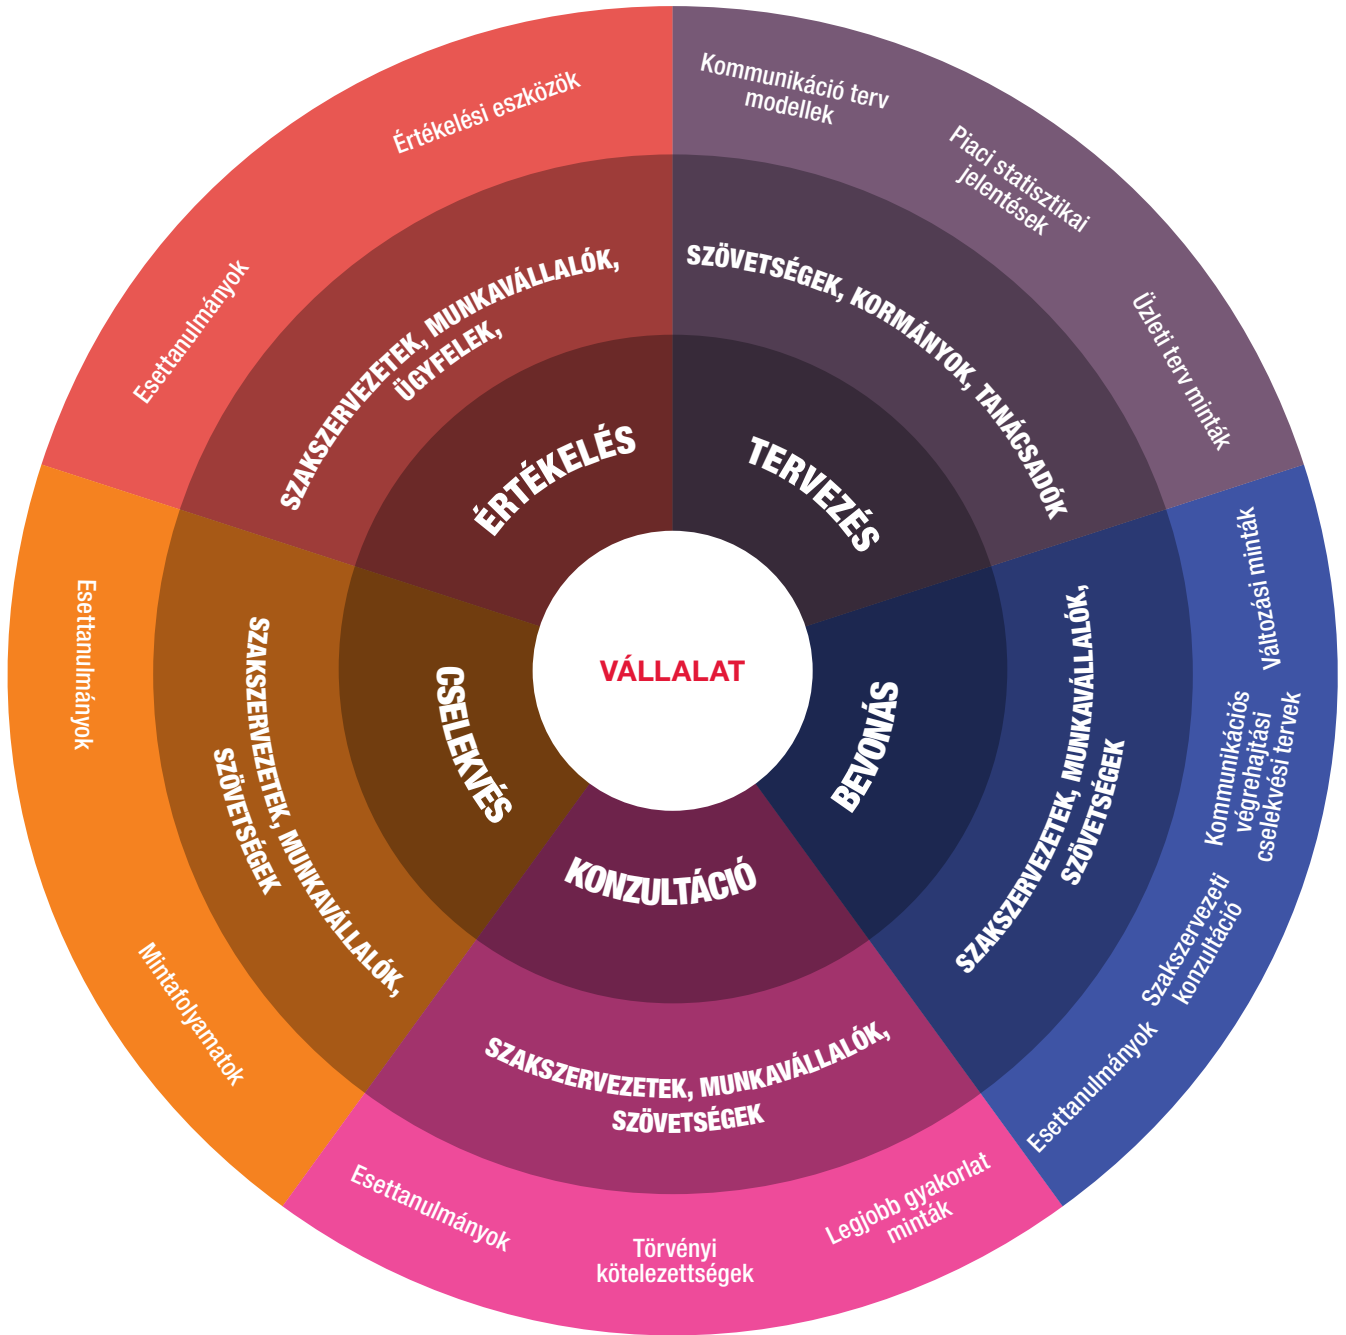 VÁLLALAT
TERVEZÉS
SZÖVETSÉGEK, KORMÁNYOK, TANÁCSADÓK
Kommunikáció terv
modellek
Piaci statisztikai
jelentések
Üzleti terv minták
BEVONÁS
SZAKSZERVEZETEK, MUNKAVÁLLALÓK,
SZÖVETSÉGEK
Változási minták
Kommunikációs
végrehajtási
cselekvési tervek
Szakszervezeti
konzultáció
Esettanulmányok
KONZULTÁCIÓ
SZAKSZERVEZETEK, MUNKAVÁLLALÓK,
SZÖVETSÉGEK
Esettanulmányok
Törvényi
kötelezettségek
Legjobb gyakorlat
minták
CSELEKVÉS
SZAKSZERVEZETEK, MUNKAVÁLLALÓK,
SZÖVETSÉGEK
Esettanulmányok
Mintafolyamatok
ÉRTÉKELÉS
SZAKSZERVEZETEK, MUNKAVÁLLALÓK,
ÜGYFELEK,
Esettanulmányok
Értékelési eszközök